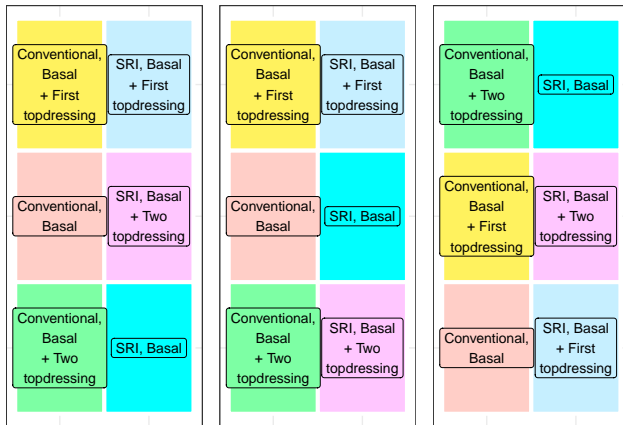 Conventional,
Basal
+ First
topdressing
SRI, Basal
+ First
topdressing
Conventional,
Basal
SRI, Basal
+ Two
topdressing
Conventional,
Basal
+ Two
topdressing
SRI, Basal
Conventional,
Basal
+ First
topdressing
SRI, Basal
+ First
topdressing
Conventional,
Basal
SRI, Basal
Conventional,
Basal
+ Two
topdressing
SRI, Basal
+ Two
topdressing
Conventional,
Basal
+ Two
topdressing
SRI, Basal
Conventional,
Basal
+ First
topdressing
SRI, Basal
+ Two
topdressing
Conventional,
Basal
SRI, Basal
+ First
topdressing